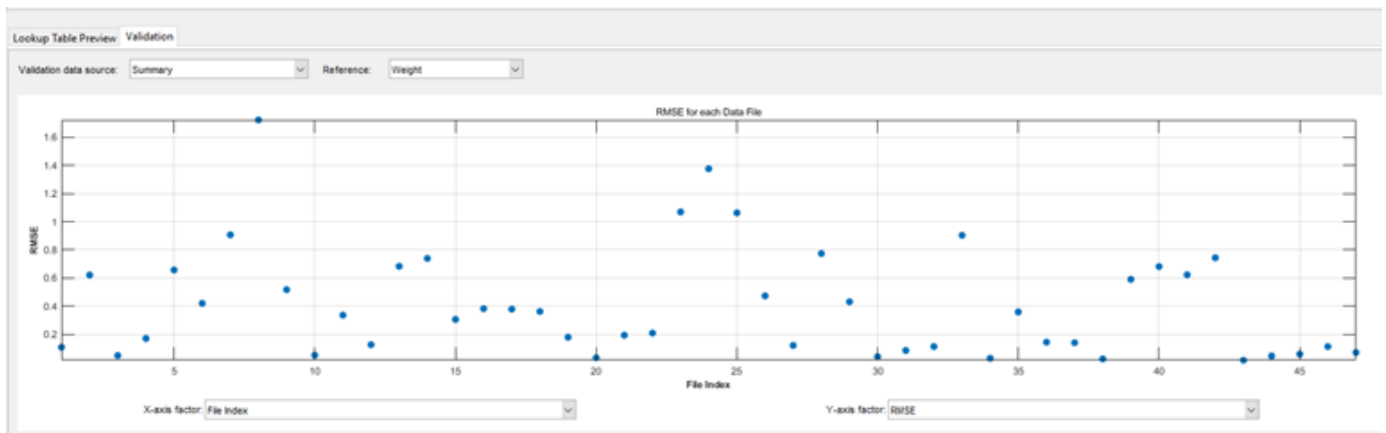 Lookup Table Preview Validation
Validation data source: Summary Reference: Weight
RMSE for each Data File
1.6
1.4
1.2
1
0.8
0.6
0.4
0.2
RMSE
5 10 15 20 25 30 35 40 45
File Index
X-axis factor: File Index Y-axis factor: RMSE